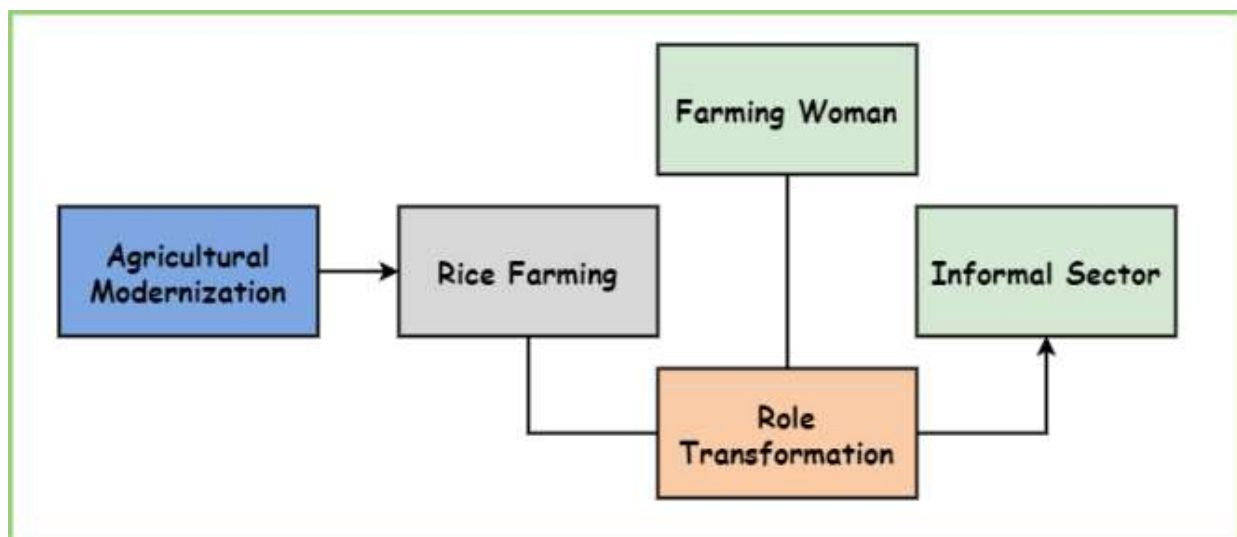 Farming Woman
Agricultural
Modernization
Rice Farming
Informal Sector
Role
Transformation